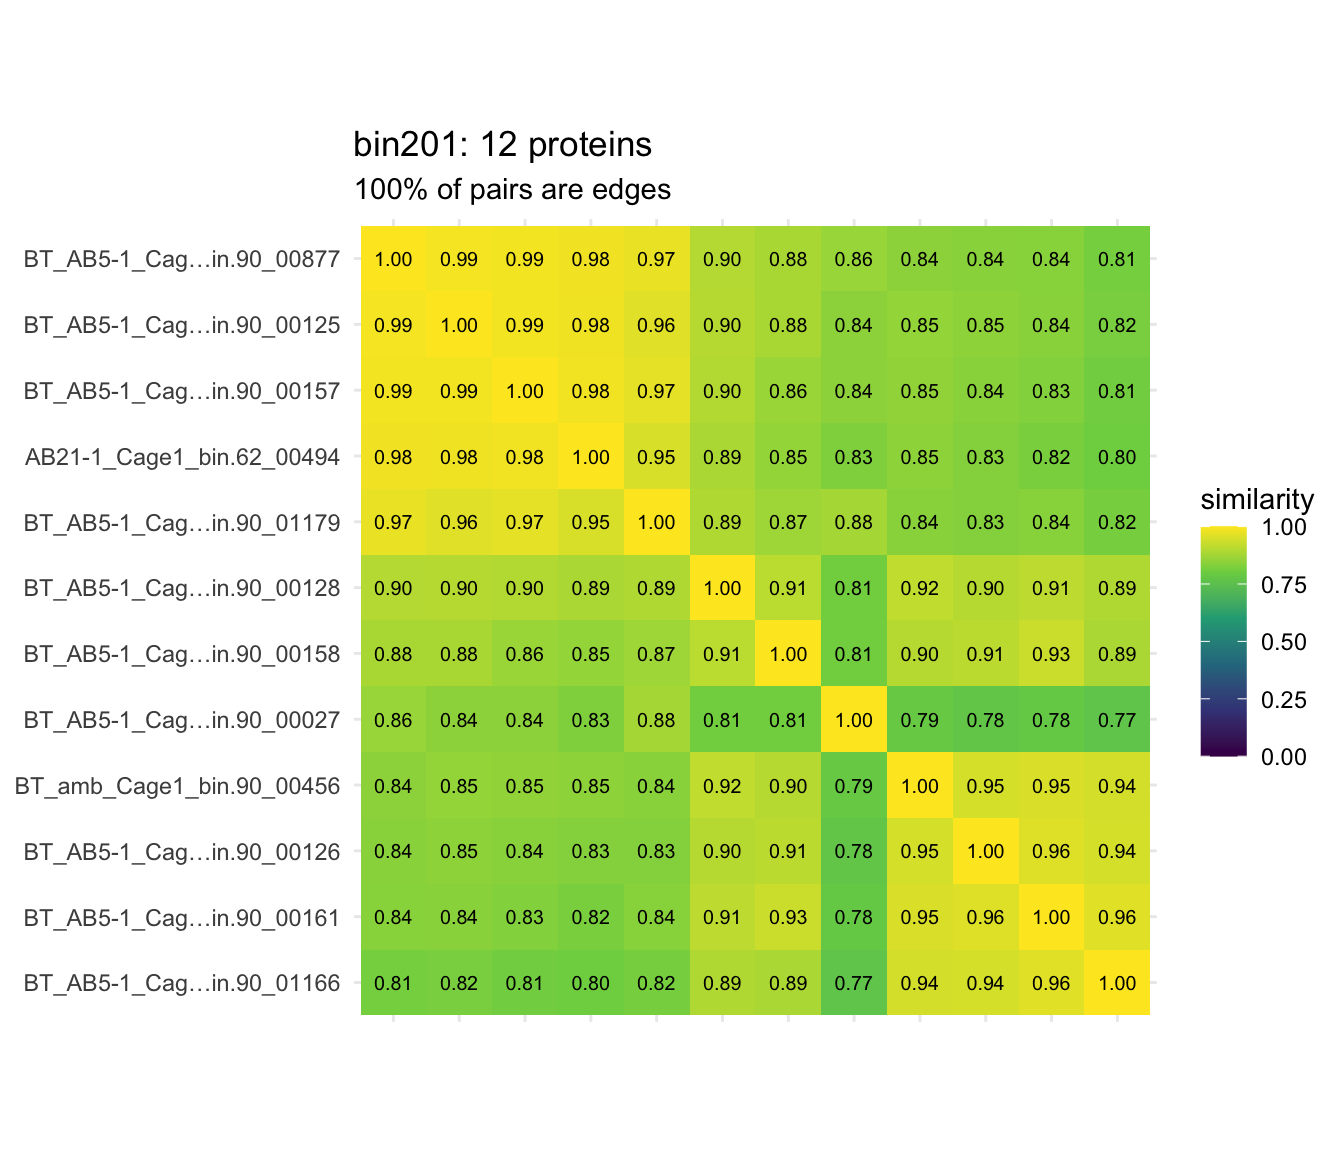 bin201: 12 proteins
100% of pairs are edges
BT_AB5-1_Cag…in.90_00877 1.00 0.99 0.99 0.98 0.97 0.90 0.88 0.86 0.84 0.84 0.84 0.81
BT_AB5-1_Cag…in.90_00125 0.99 1.00 0.99 0.98 0.96 0.90 0.88 0.84 0.85 0.85 0.84 0.82
BT_AB5-1_Cag…in.90_00157 0.99 0.99 1.00 0.98 0.97 0.90 0.86 0.84 0.85 0.84 0.83 0.81
AB21-1_Cage1_bin.62_00494 0.98 0.98 0.98 1.00 0.95 0.89 0.85 0.83 0.85 0.83 0.82 0.80
BT_AB5-1_Cag…in.90_01179 0.97 0.96 0.97 0.95 1.00 0.89 0.87 0.88 0.84 0.83 0.84 0.82
BT_AB5-1_Cag…in.90_00128 0.90 0.90 0.90 0.89 0.89 1.00 0.91 0.81 0.92 0.90 0.91 0.89
BT_AB5-1_Cag…in.90_00158 0.88 0.88 0.86 0.85 0.87 0.91 1.00 0.81 0.90 0.91 0.93 0.89
BT_AB5-1_Cag…in.90_00027 0.86 0.84 0.84 0.83 0.88 0.81 0.81 1.00 0.79 0.78 0.78 0.77
BT_amb_Cage1_bin.90_00456 0.84 0.85 0.85 0.85 0.84 0.92 0.90 0.79 1.00 0.95 0.95 0.94
BT_AB5-1_Cag…in.90_00126 0.84 0.85 0.84 0.83 0.83 0.90 0.91 0.78 0.95 1.00 0.96 0.94
BT_AB5-1_Cag…in.90_00161 0.84 0.84 0.83 0.82 0.84 0.91 0.93 0.78 0.95 0.96 1.00 0.96
BT_AB5-1_Cag…in.90_01166 0.81 0.82 0.81 0.80 0.82 0.89 0.89 0.77 0.94 0.94 0.96 1.00
similarity
1.00
0.75
0.50
0.25
0.00